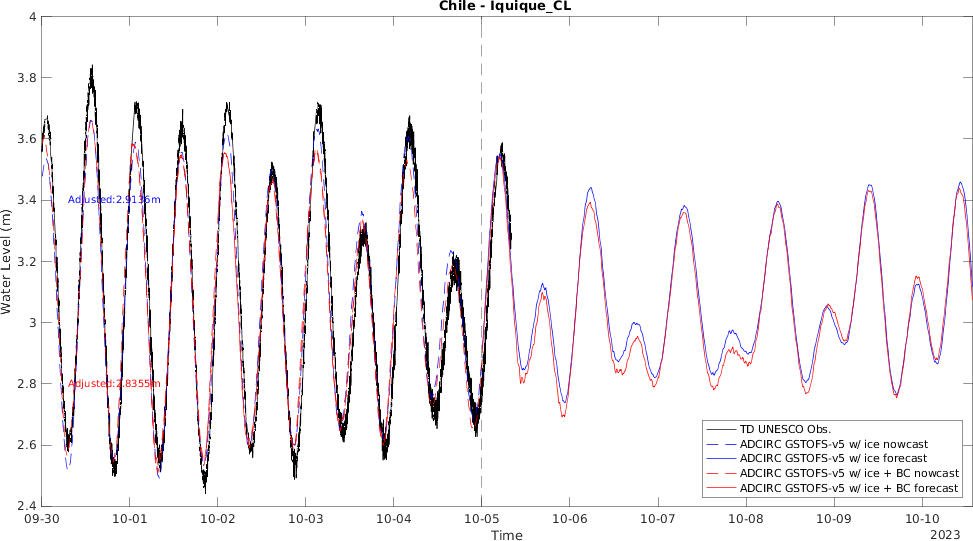 Chile - Iquique_CL
Water Level (m)
4
3.8
3.6
3.4
3.2
3
2.8
2.6
2.4
Adjusted:2.9136m
Adjusted:2.8355m
TD UNESCO Obs.
ADCIRC GSTOFS-v5 w/ ice nowcast
ADCIRC GSTOFS-v5 w/ ice forecast
ADCIRC GSTOFS-v5 w/ ice + BC nowcast
ADCIRC GSTOFS-v5 w/ ice + BC forecast
09-30 10-01 10-02 10-03 10-04 10-05 10-06 10-07 10-08 10-09 10-10
Time
2023